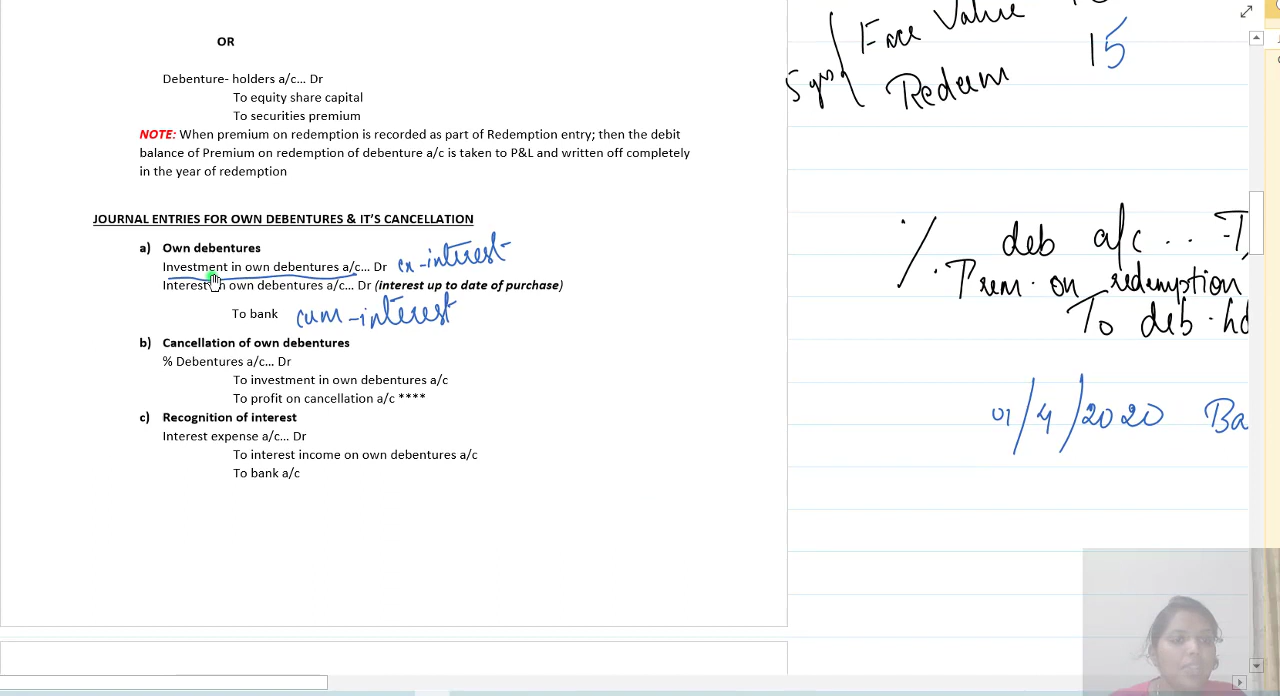 OR
Debenture- holders a/c... Dr
To equity share capital
To securities premium
NOTE: When premium on redemption is recorded as part of Redemption entry; then the debit
balance of Premium on redemption of debenture a/c is taken to P&L and written off completely
in the year of redemption
JOURNAL ENTRIES FOR OWN DEBENTURES & IT'S CANCELLATION
a) Own debentures
Investment in own debentures a/c... Dr ex-interest
Interest in own debentures a/c... Dr (interest up to date of purchase)
To bank cum-interest
b) Cancellation of own debentures
% Debentures a/c... Dr
To investment in own debentures a/c
To profit on cancellation a/c ****
c) Recognition of interest
Interest expense a/c... Dr
To interest income on own debentures a/c
To bank a/c
Face Value
15
5 yrs Redeem
% deb a/c ..
Prem. on redemption
To deb. ho
01/4/2020 Ba